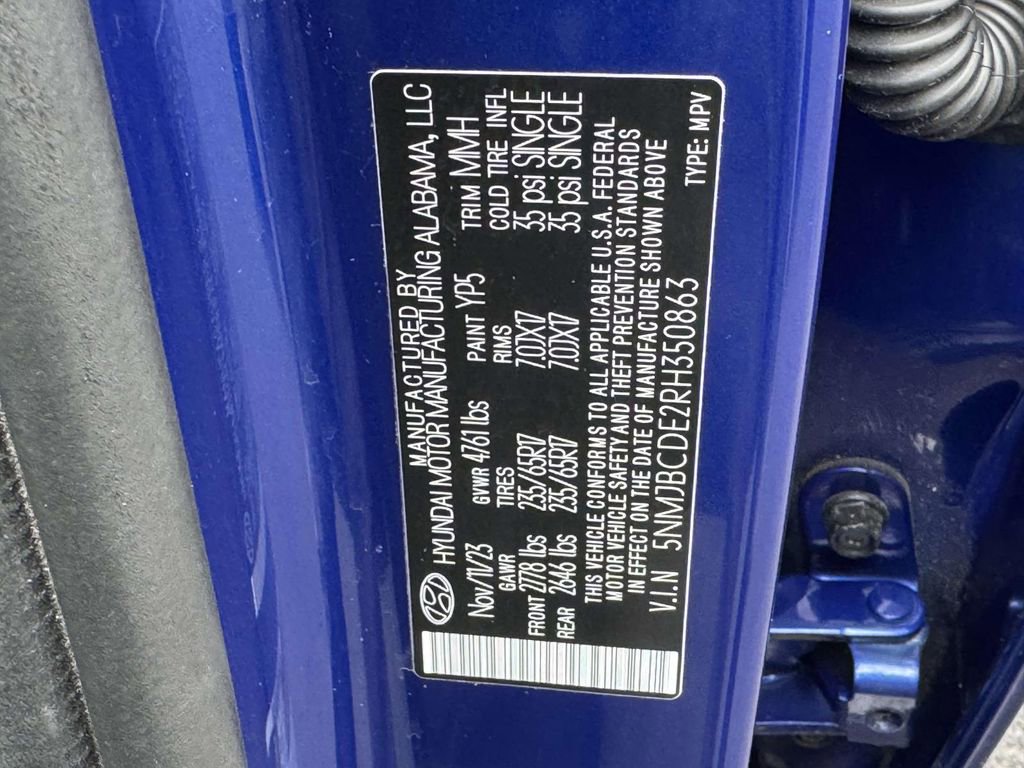 MANUFACTURED BY
HYUNDAI MOTOR MANUFACTURING ALABAMA, LLC
Nov/11/23 GVWR 4761 lbs PAINT YP5 TRIM MMH
GAWR TIRES RIMS COLD TIRE INFL
FRONT 2778 lbs 235/65R17 7.0JX17 35 psi SINGLE
REAR 2646 lbs 235/65R17 7.0JX17 35 psi SINGLE
THIS VEHICLE CONFORMS TO ALL APPLICABLE U.S.A. FEDERAL
MOTOR VEHICLE SAFETY AND THEFT PREVENTION STANDARDS
IN EFFECT ON THE DATE OF MANUFACTURE SHOWN ABOVE
V.I.N 5NMJBCDE2RH350863 TYPE: MPV